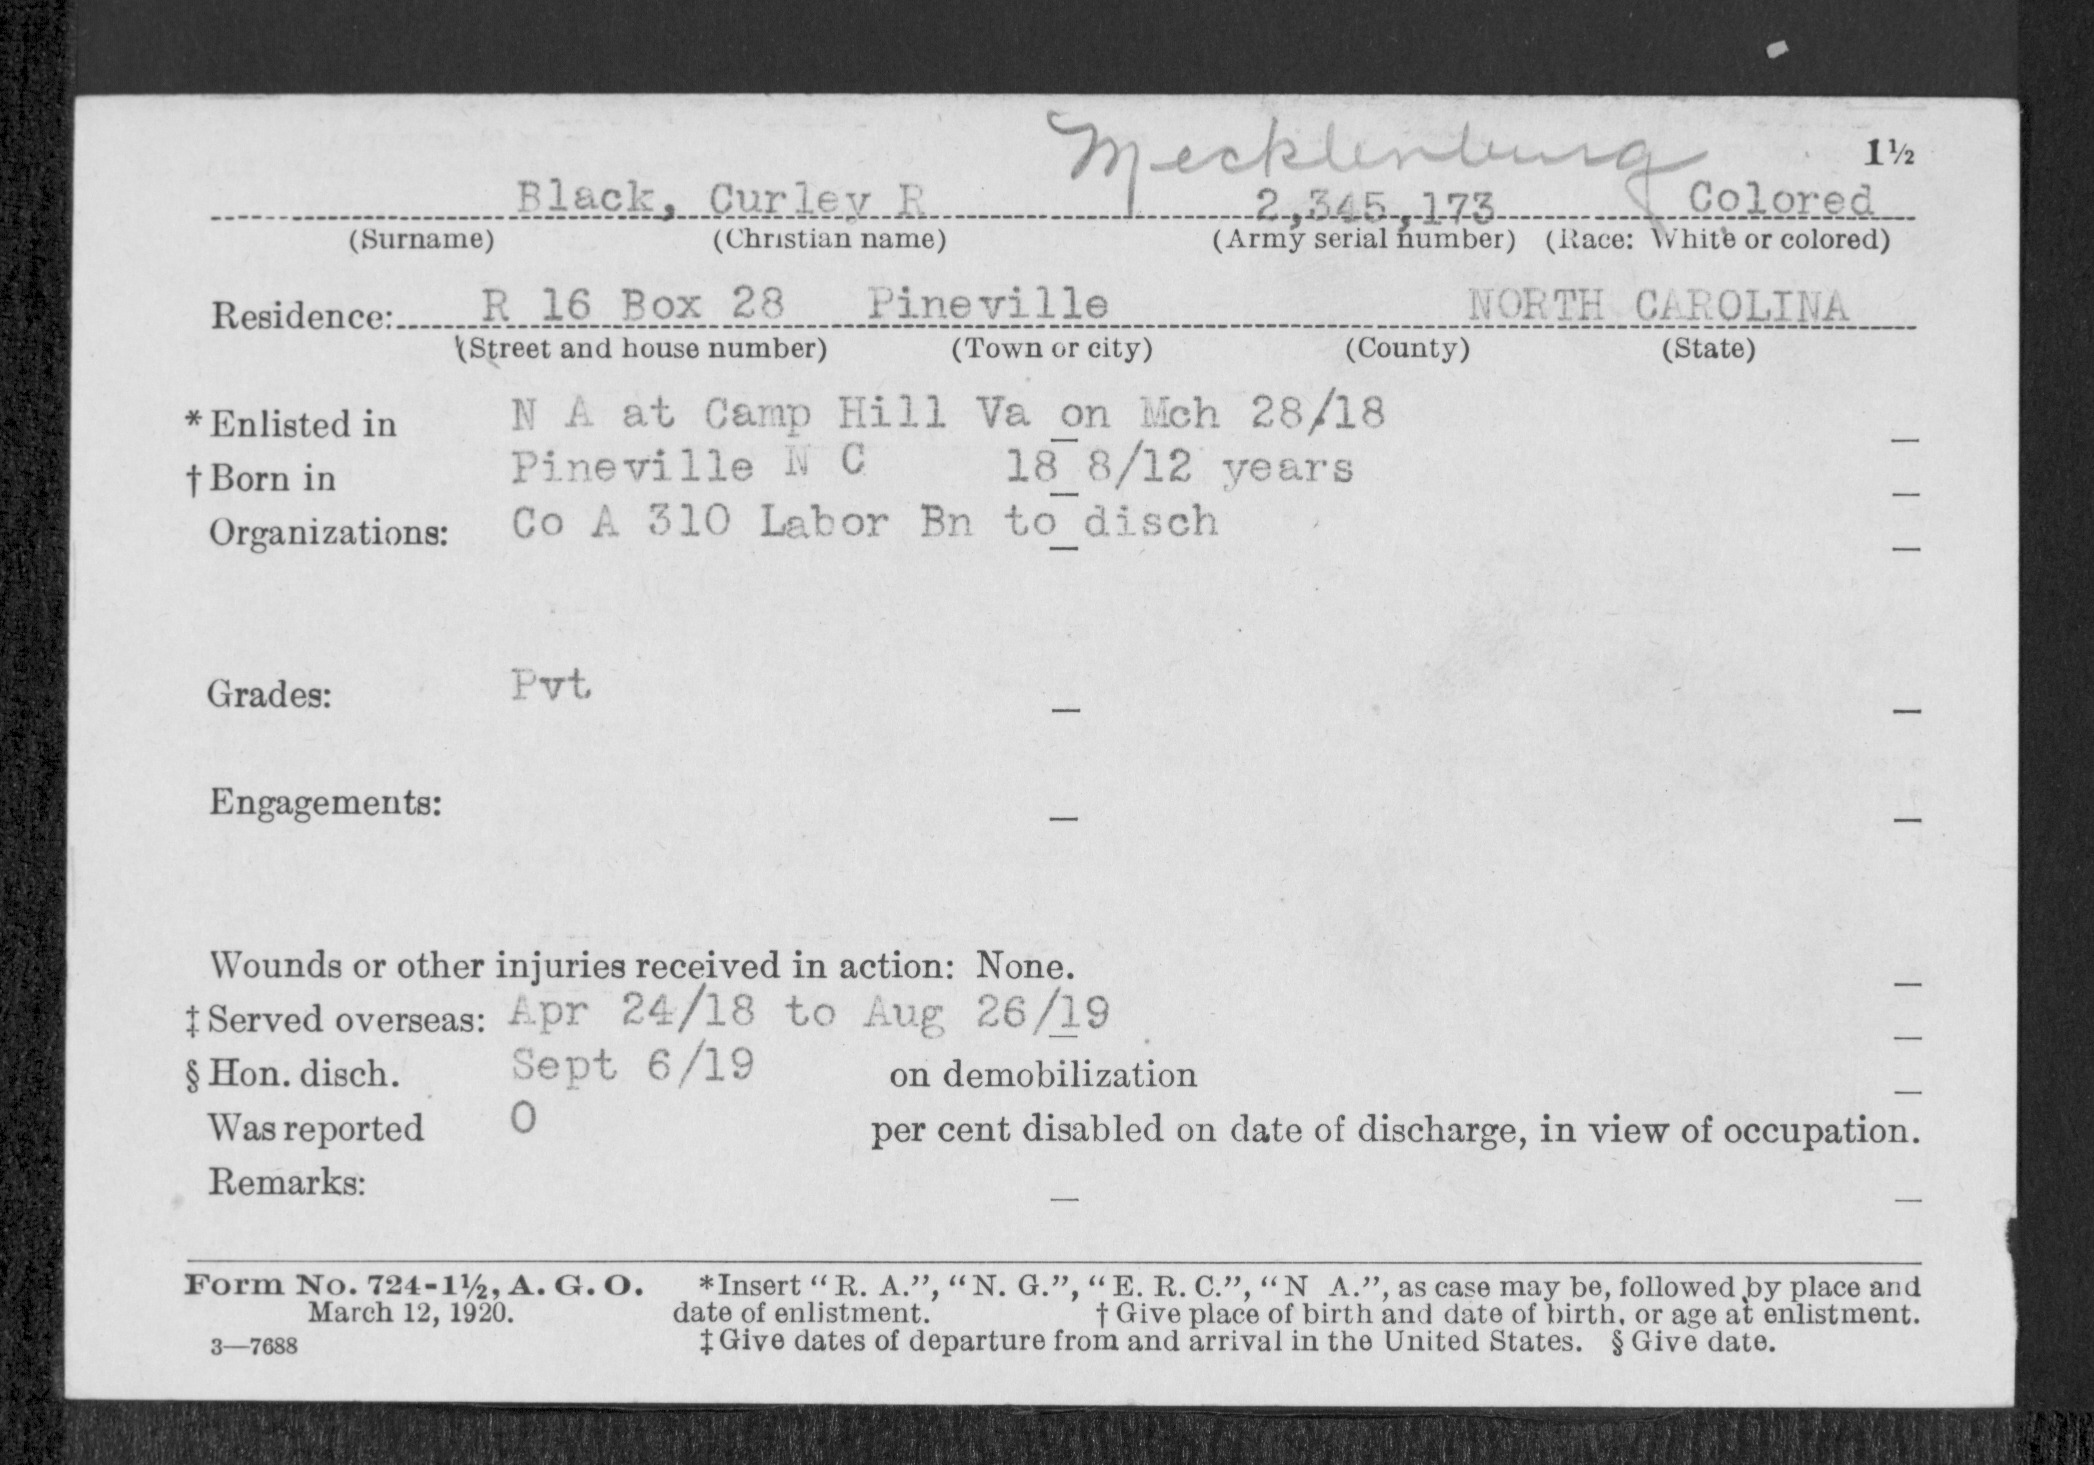 Mecklenburg 1½
Black, Curley R 2,345,173 Colored
(Surname) (Christian name) (Army serial number) (Race: White or colored)
Residence: R 16 Box 28 Pineville NORTH CAROLINA
(Street and house number) (Town or city) (County) (State)
* Enlisted in N A at Camp Hill Va on Mch 28/18
† Born in Pineville N C 18 8/12 years
Organizations: Co A 310 Labor Bn to disch
Grades: Pvt
Engagements:
Wounds or other injuries received in action: None.
‡ Served overseas: Apr 24/18 to Aug 26/19
§ Hon. disch. Sept 6/19 on demobilization
Was reported 0 per cent disabled on date of discharge, in view of occupation.
Remarks:
Form No. 724-1½, A. G. O. *Insert “R. A.”, “N. G.”, “E. R. C.”, “N A.”, as case may be, followed by place and
March 12, 1920. date of enlistment. † Give place of birth and date of birth, or age at enlistment.
3—7688 ‡ Give dates of departure from and arrival in the United States. § Give date.